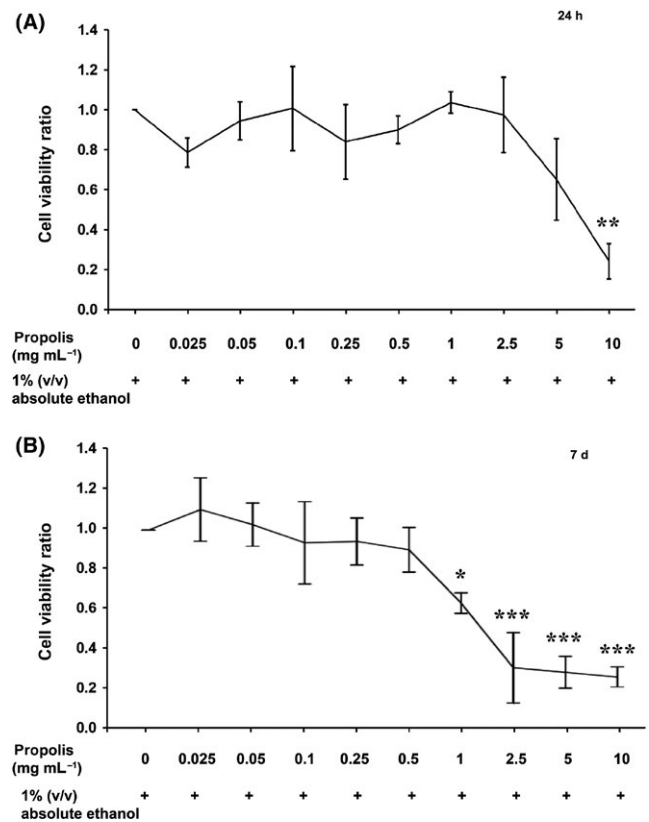 (A)
24 h
1.4
1.2
1.0
0.8
0.6
0.4
0.2
0.0
Cell viability ratio
**
Propolis
(mg mL⁻¹)
0 0.025 0.05 0.1 0.25 0.5 1 2.5 5 10
1% (v/v)
absolute ethanol
+ + + + + + + + + +
(B)
7 d
1.4
1.2
1.0
0.8
0.6
0.4
0.2
0.0
Cell viability ratio
* *** *** ***
Propolis
(mg mL⁻¹)
0 0.025 0.05 0.1 0.25 0.5 1 2.5 5 10
1% (v/v)
absolute ethanol
+ + + + + + + + + +